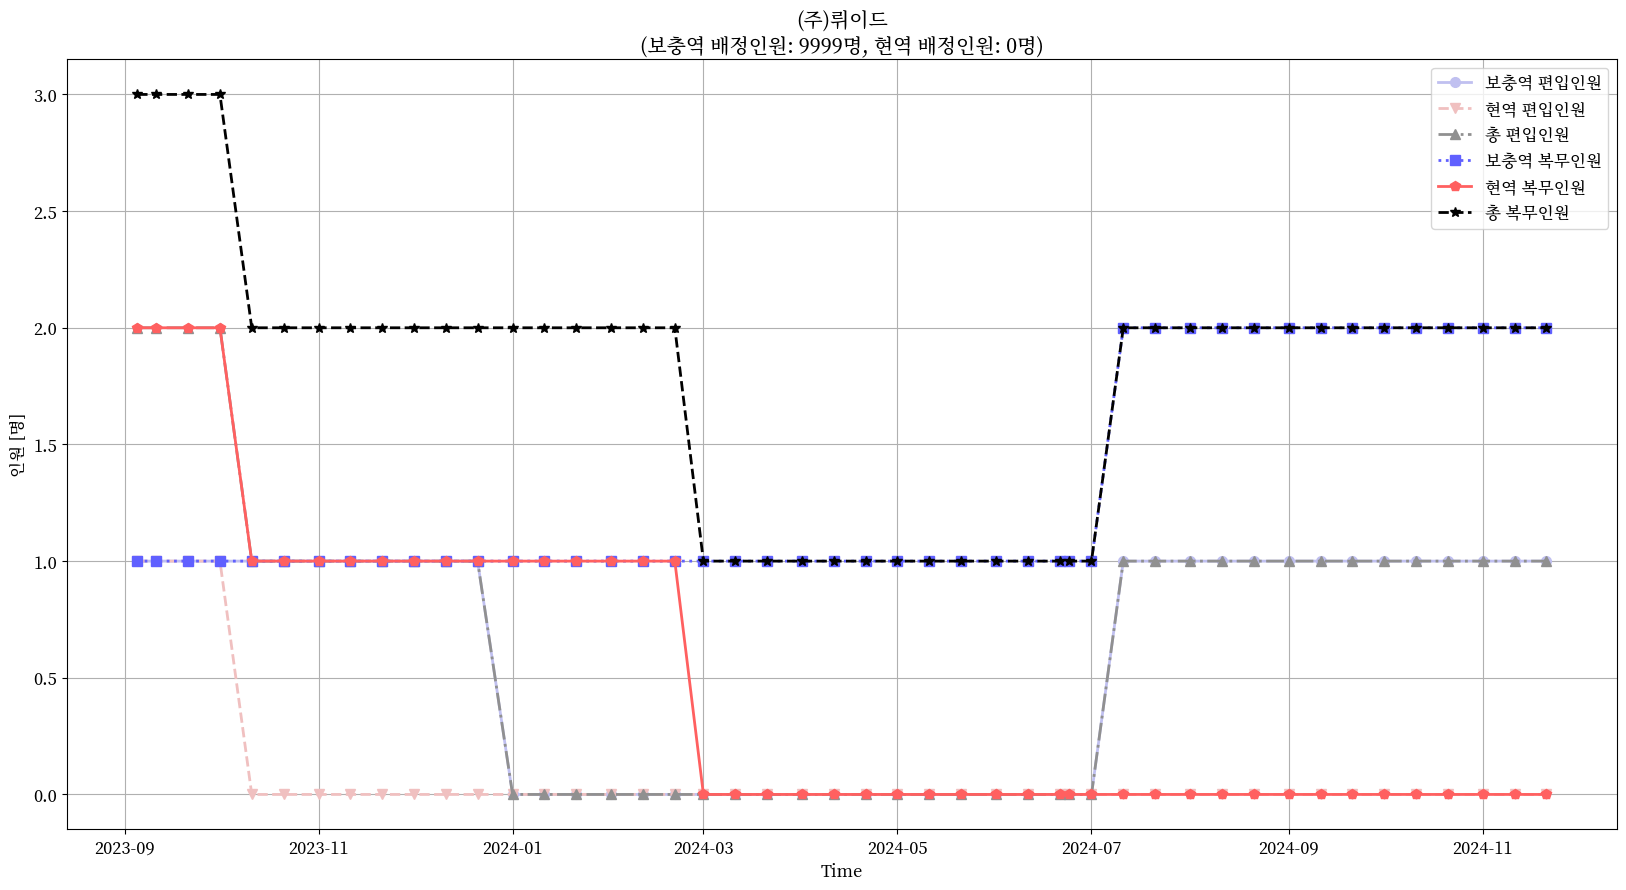 (주)뤼이드
(보충역 배정인원: 9999명, 현역 배정인원: 0명)
보충역 편입인원
현역 편입인원
총 편입인원
보충역 복무인원
현역 복무인원
총 복무인원
인원 [명]
3.0
2.5
2.0
1.5
1.0
0.5
0.0
2023-09
2023-11
2024-01
2024-03
2024-05
2024-07
2024-09
2024-11
Time